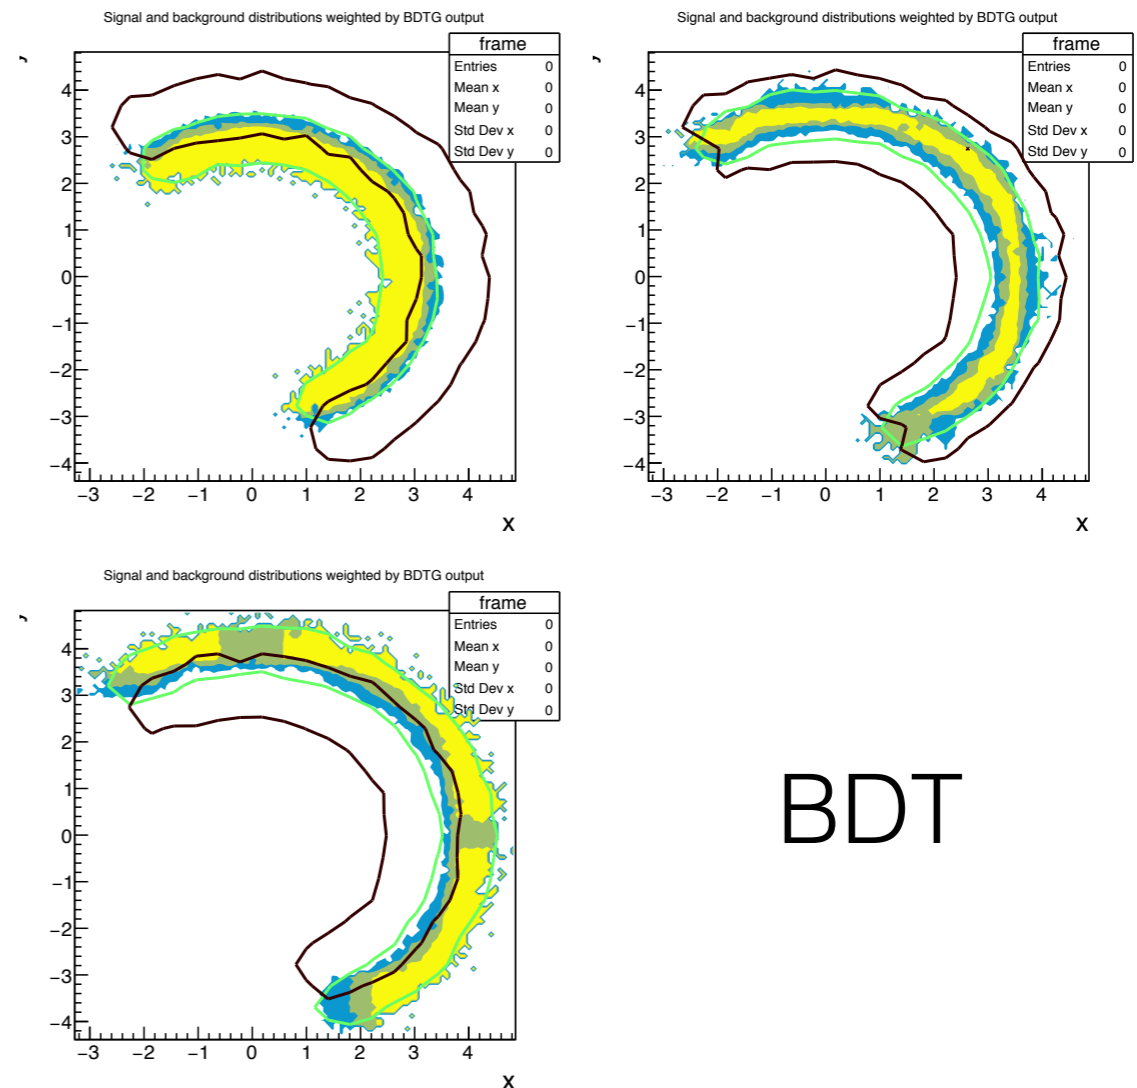 Signal and background distributions weighted by BDTG output
frame
Entries 0
Mean x 0
Mean y 0
Std Dev x 0
Std Dev y 0
4
3
2
1
0
−1
−2
−3
−4
−3 −2 −1 0 1 2 3 4
x
Signal and background distributions weighted by BDTG output
frame
Entries 0
Mean x 0
Mean y 0
Std Dev x 0
Std Dev y 0
4
3
2
1
0
−1
−2
−3
−4
−3 −2 −1 0 1 2 3 4
x
Signal and background distributions weighted by BDTG output
frame
Entries 0
Mean x 0
Mean y 0
Std Dev x 0
Std Dev y 0
4
3
2
1
0
−1
−2
−3
−4
−3 −2 −1 0 1 2 3 4
x
BDT